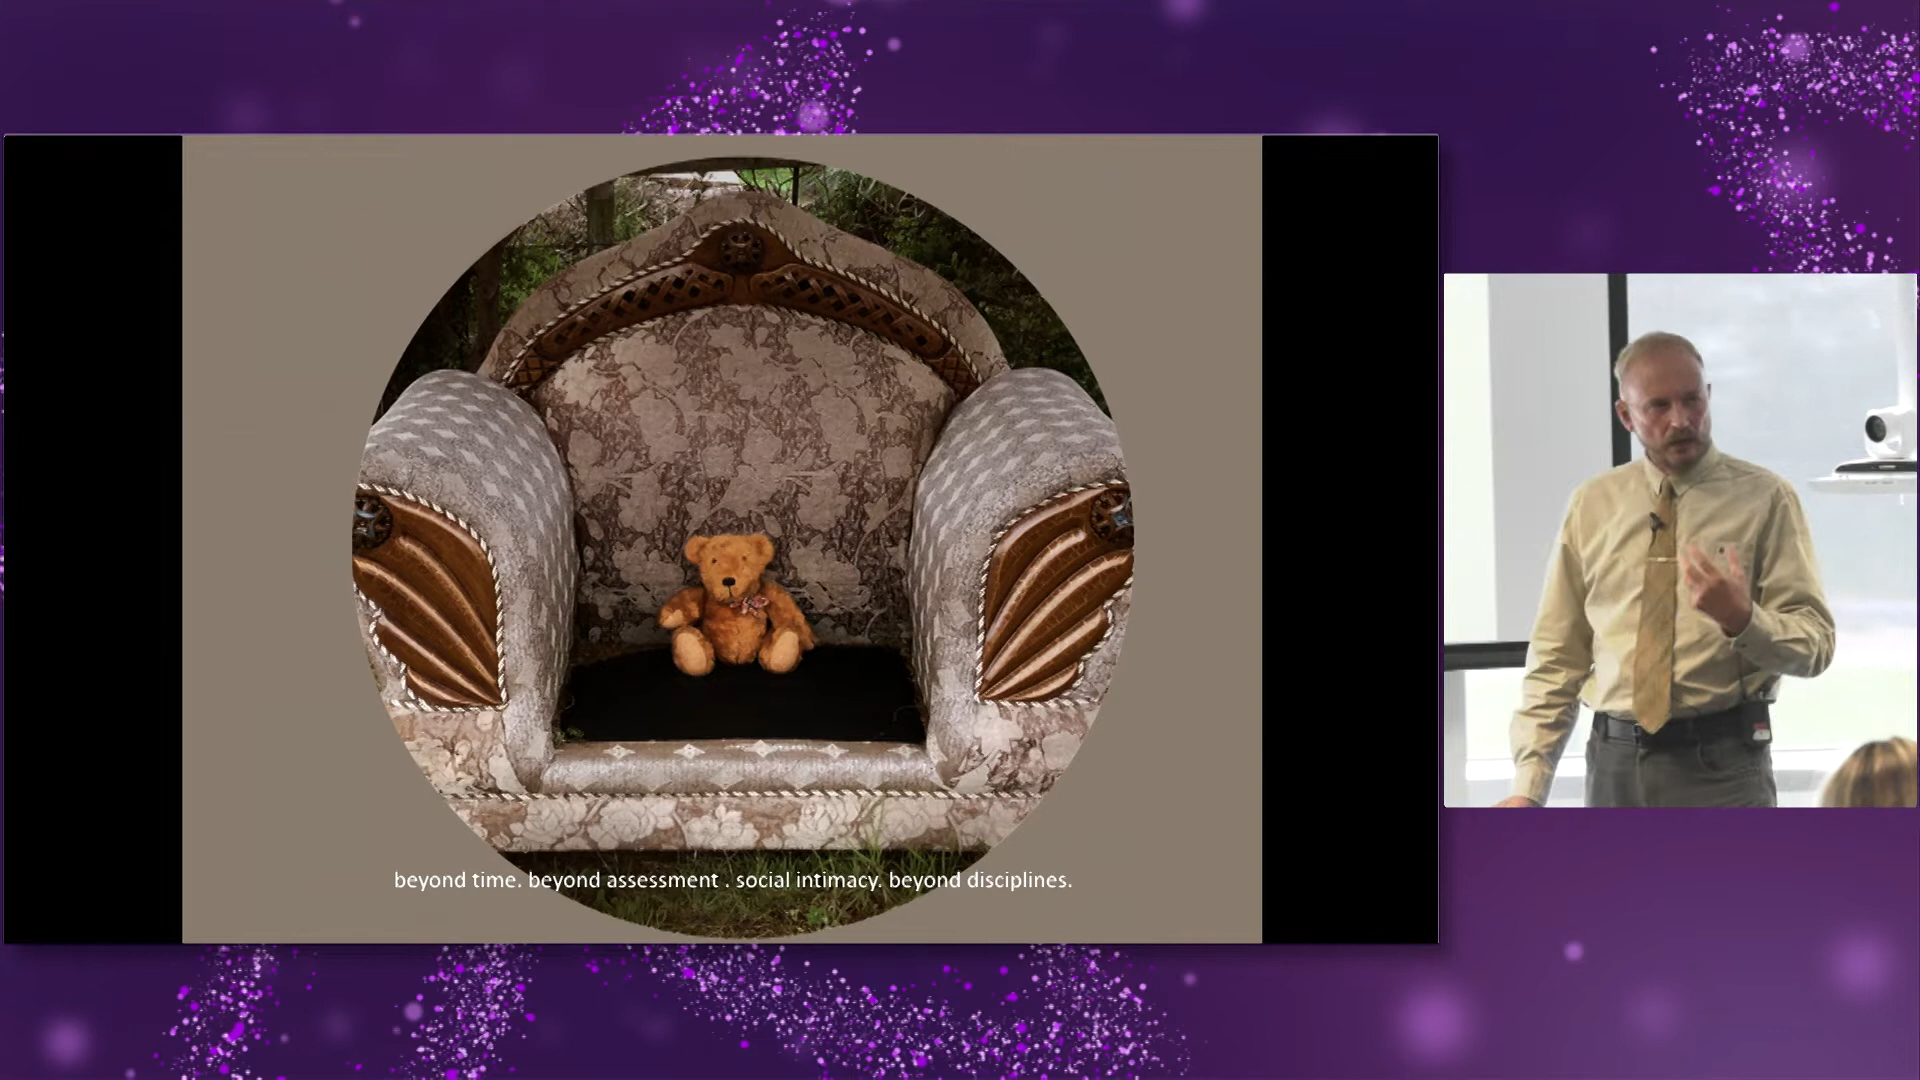 beyond time. beyond assessment . social intimacy. beyond disciplines.